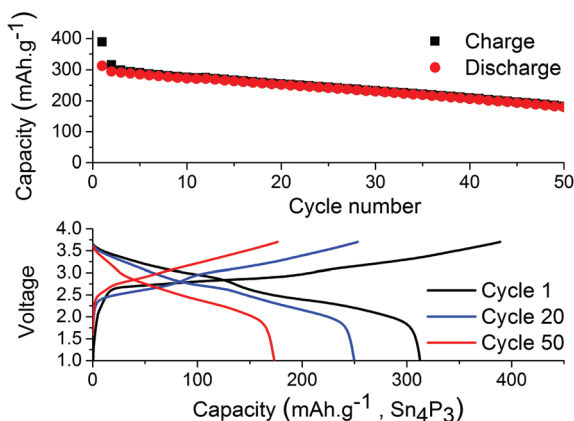 Capacity (mAh.g⁻¹)
400
300
200
100
0
Charge
Discharge
0 10 20 30 40 50
Cycle number
Voltage
4.0
3.5
3.0
2.5
2.0
1.5
1.0
Cycle 1
Cycle 20
Cycle 50
0 100 200 300 400
Capacity (mAh.g⁻¹ , Sn₄P₃)